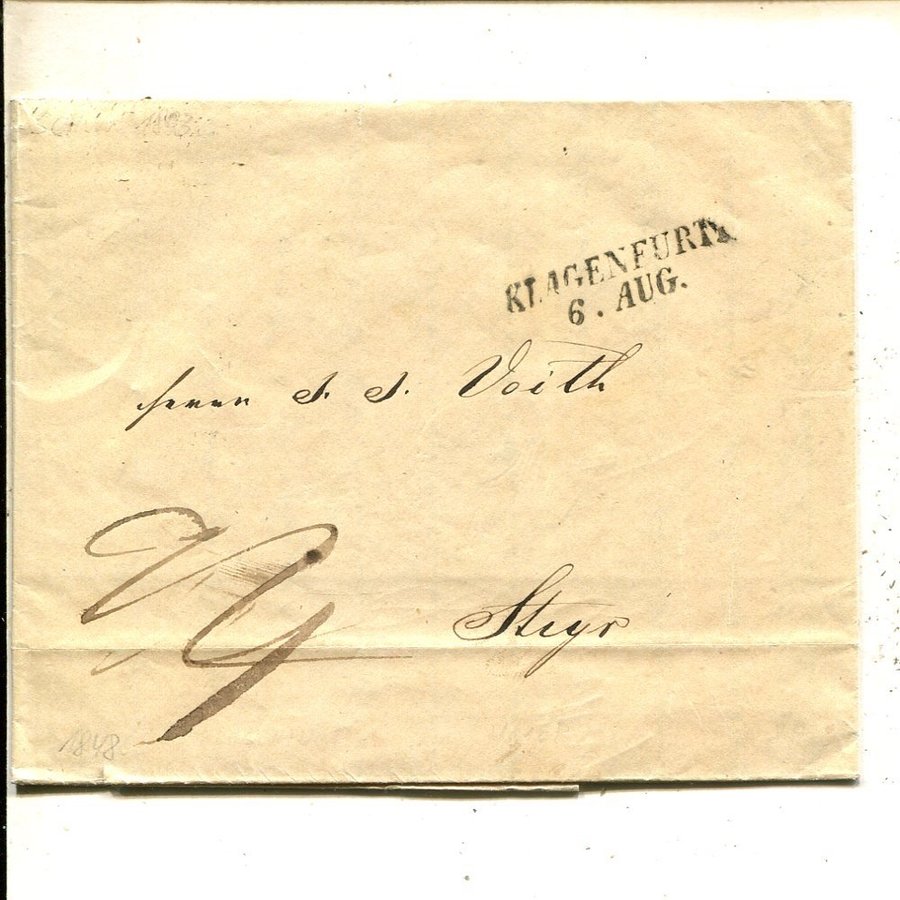 KLAGENFURT
6. AUG.
Herrn J. J. Voith
Steyr
1848